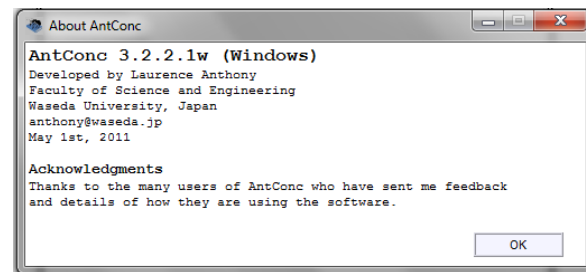 About AntConc
AntConc 3.2.2.1w (Windows)
Developed by Laurence Anthony
Faculty of Science and Engineering
Waseda University, Japan
anthony@waseda.jp
May 1st, 2011
Acknowledgments
Thanks to the many users of AntConc who have sent me feedback
and details of how they are using the software.
OK